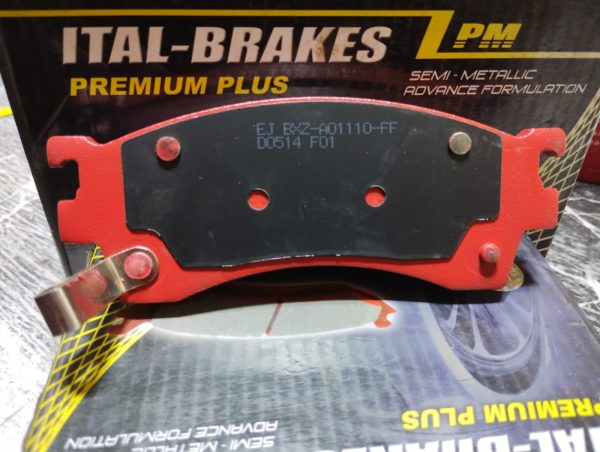 ITAL-BRAKES
LPM
PREMIUM PLUS
SEMI - METALLIC
ADVANCE FORMULATION
EJ BXZ-A01110-FF
D0514 F01
PREMIUM PLUS
SEMI - METALLIC
ADVANCE FORMULATION